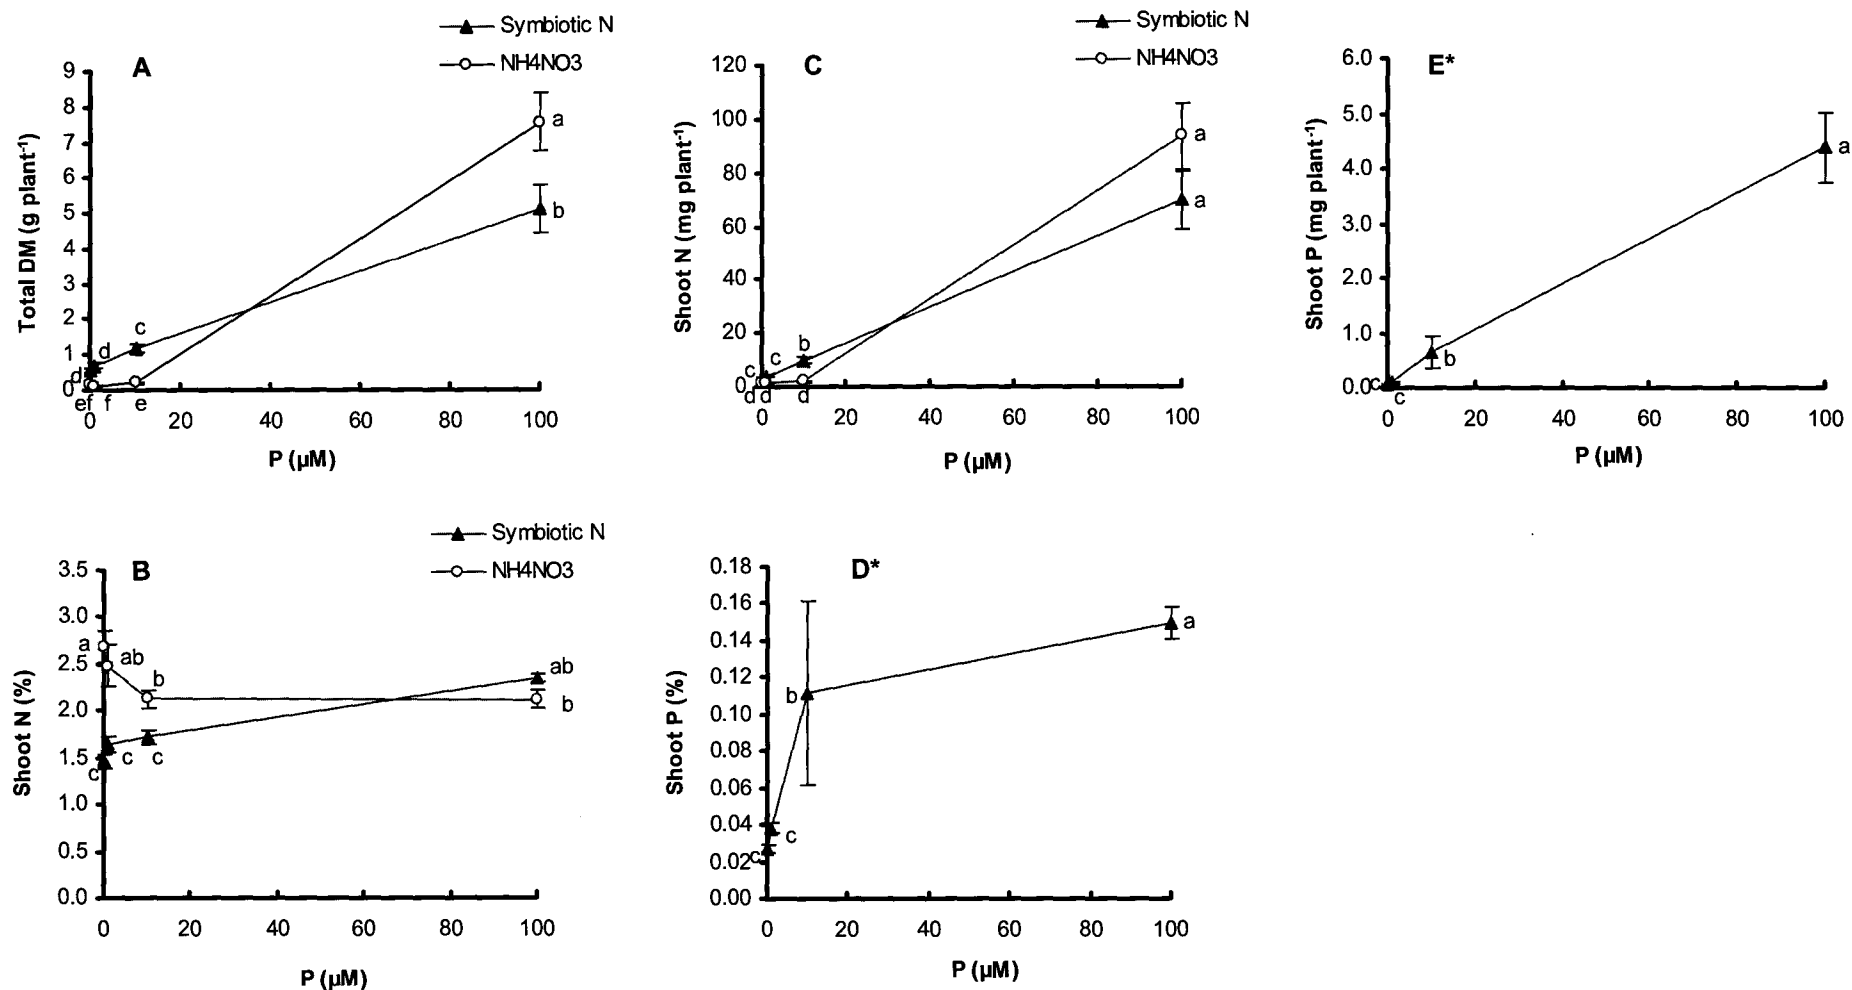 Symbiotic N
NH4NO3
A
9
8
7
6
5
4
3
2
1
0
Total DM (g plant⁻¹)
a
b
c
d
d
ef
f
e
0
20
40
60
80
100
P (µM)
Symbiotic N
NH4NO3
C
120
100
80
60
40
20
0
Shoot N (mg plant⁻¹)
a
a
b
c
c
d
d
d
0
20
40
60
80
100
P (µM)
E*
6.0
5.0
4.0
3.0
2.0
1.0
0.0
Shoot P (mg plant⁻¹)
a
b
c
c
0
20
40
60
80
100
P (µM)
Symbiotic N
NH4NO3
B
3.5
3.0
2.5
2.0
1.5
1.0
0.5
0.0
Shoot N (%)
a
ab
b
ab
b
c
c
c
0
20
40
60
80
100
P (µM)
D*
0.18
0.16
0.14
0.12
0.10
0.08
0.06
0.04
0.02
0.00
Shoot P (%)
a
b
c
c
0
20
40
60
80
100
P (µM)